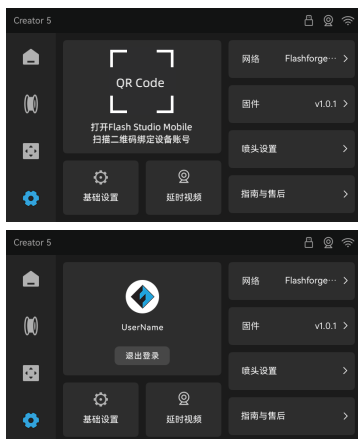 Creator 5
QR Code
打开Flash Studio Mobile
扫描二维码绑定设备账号
基础设置
延时视频
网络 Flashforge··· >
固件 v1.0.1 >
喷头设置 >
指南与售后 >
Creator 5
UserName
退出登录
基础设置
延时视频
网络 Flashforge··· >
固件 v1.0.1 >
喷头设置 >
指南与售后 >